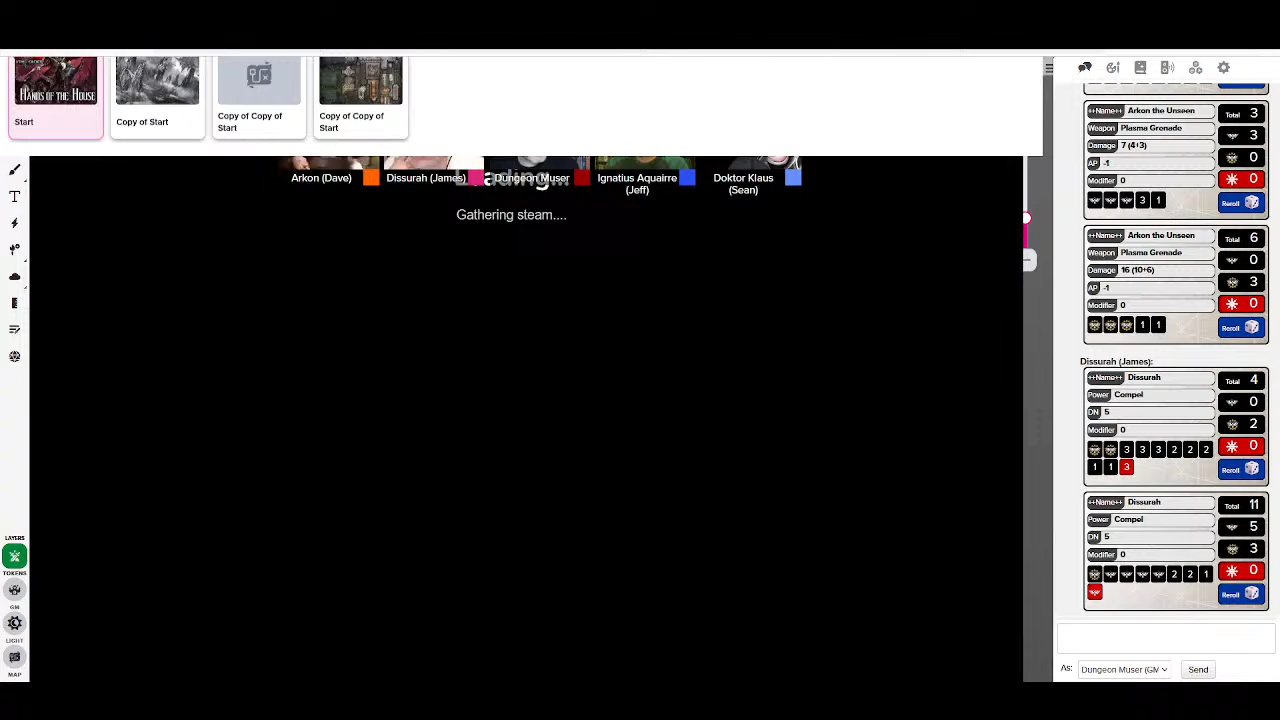 HANDS OF THE HOUSE
Start
Copy of Start
Copy of Copy of
Start
Copy of Copy of
Start
Arkon (Dave)
Dissurah (James)
Dungeon Muser
Ignatius Aquairre
(Jeff)
Doktor Klaus
(Sean)
Loading...
Gathering steam....
LAYERS
TOKENS
GM
LIGHT
MAP
++Name++ Arkon the Unseen
Weapon Plasma Grenade
Damage 7 (4+3)
AP -1
Modifier 0
3 1
Total 3
3
0
0
Reroll
++Name++ Arkon the Unseen
Weapon Plasma Grenade
Damage 16 (10+6)
AP -1
Modifier 0
1 1
Total 6
0
3
0
Reroll
Dissurah (James):
++Name++ Dissurah
Power Compel
DN 5
Modifier 0
3 3 3 2 2 2
1 1 3
Total 4
0
2
0
Reroll
++Name++ Dissurah
Power Compel
DN 5
Modifier 0
2 2 1
Total 11
5
3
0
Reroll
As: Dungeon Muser (GM
Send